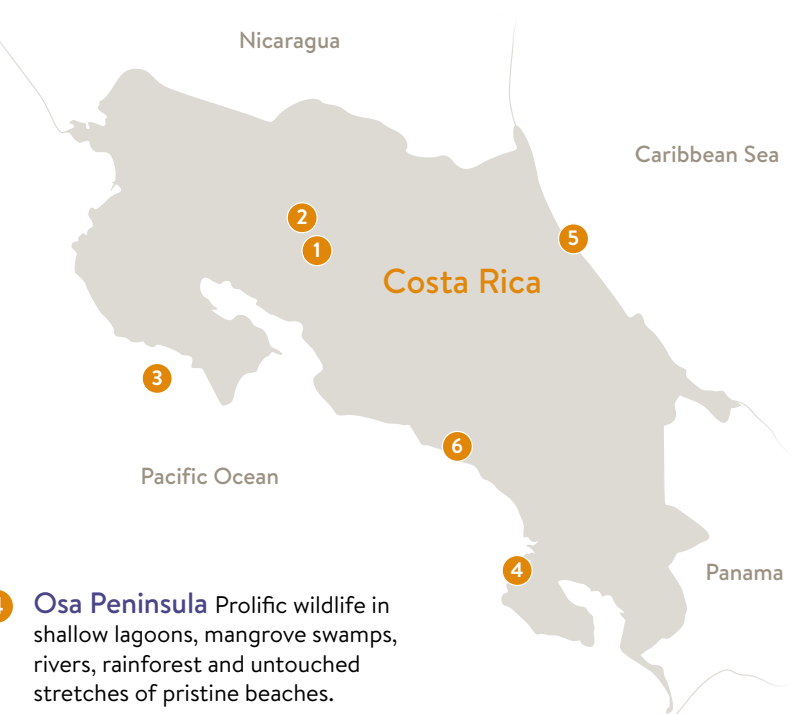 Nicaragua
Caribbean Sea
2
1
5
Costa Rica
3
6
Pacific Ocean
4
Panama
4 Osa Peninsula Prolific wildlife in
shallow lagoons, mangrove swamps,
rivers, rainforest and untouched
stretches of pristine beaches.